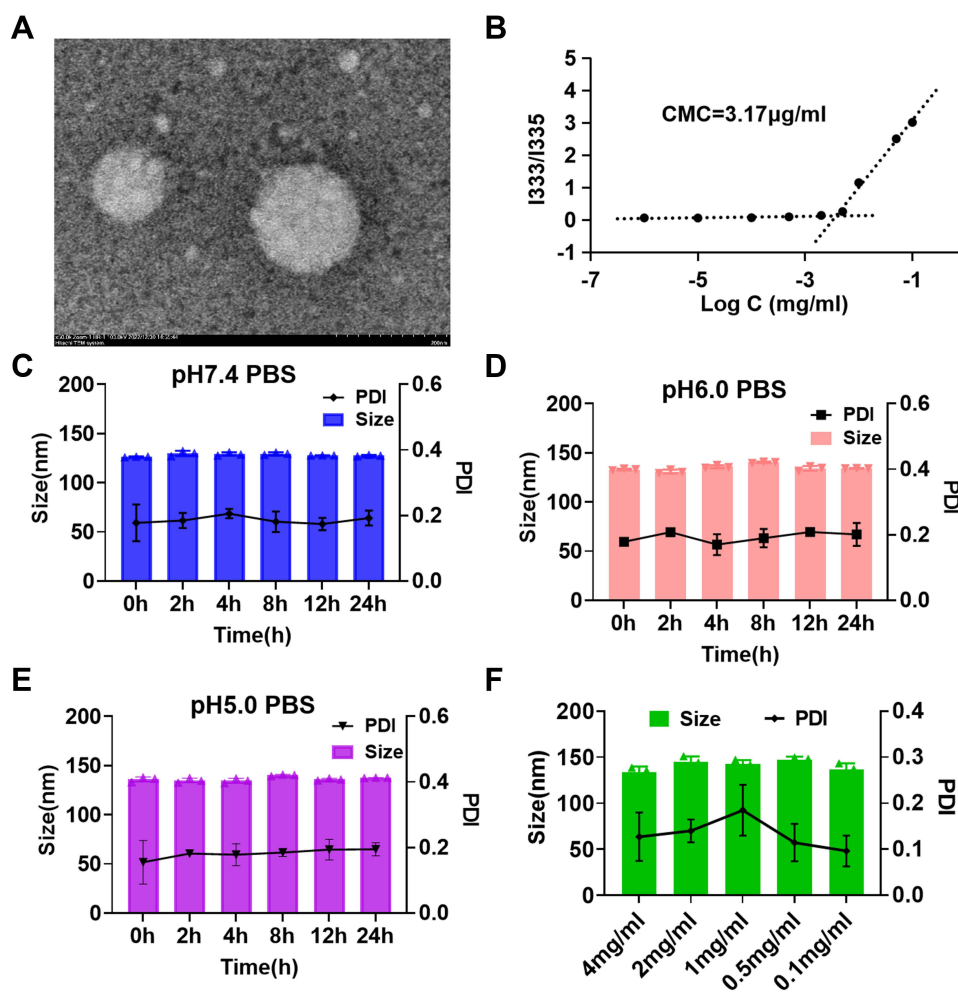 A
200nm
Hitachi TEM system.
B
I333/I335
5
4
3
2
1
0
-1
CMC=3.17µg/ml
-7
-5
-3
-1
Log C (mg/ml)
C
pH7.4 PBS
Size(nm)
200
150
100
50
0
PDI
Size
0.6
0.4
0.2
0.0
PDI
0h 2h 4h 8h 12h 24h
Time(h)
D
pH6.0 PBS
Size(nm)
200
150
100
50
0
PDI
Size
0.6
0.4
0.2
0.0
PDI
0h 2h 4h 8h 12h 24h
Time(h)
E
pH5.0 PBS
Size(nm)
200
150
100
50
0
PDI
Size
0.6
0.4
0.2
0.0
PDI
0h 2h 4h 8h 12h 24h
Time(h)
F
Size(nm)
200
150
100
50
0
Size PDI
0.4
0.3
0.2
0.1
0.0
PDI
4mg/ml 2mg/ml 1mg/ml 0.5mg/ml 0.1mg/ml